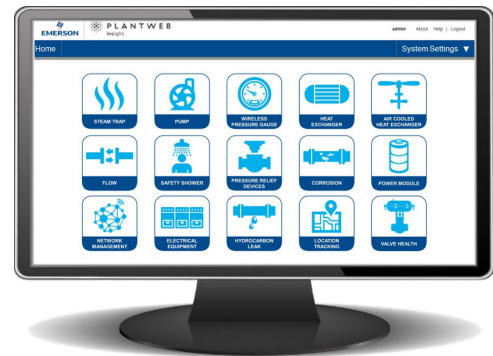 EMERSON
PLANTWEB
Insight
admin About Help | Logout
Home
System Settings ▼
STEAM TRAP
PUMP
WIRELESS
PRESSURE GAUGE
HEAT
EXCHANGER
AIR COOLED
HEAT EXCHANGER
FLOW
SAFETY SHOWER
PRESSURE RELIEF
DEVICES
CORROSION
POWER MODULE
NETWORK
MANAGEMENT
ELECTRICAL
EQUIPMENT
HYDROCARBON
LEAK
LOCATION
TRACKING
VALVE HEALTH